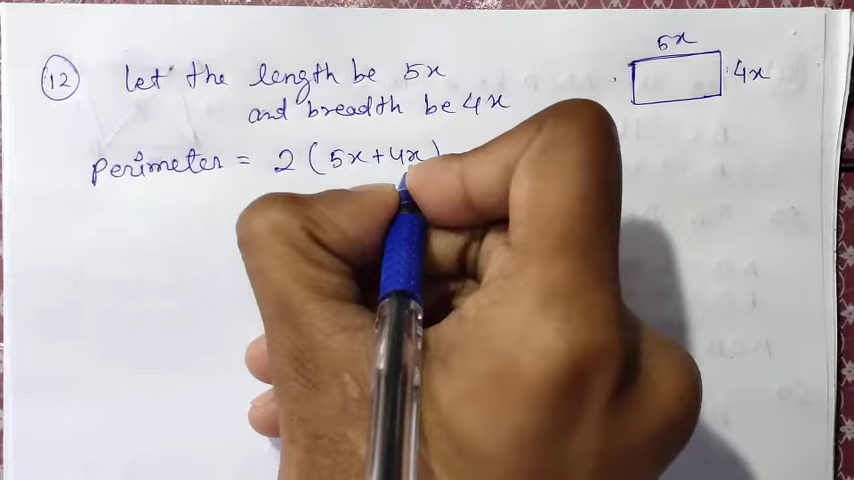 12 Let the length be 5x
and breadth be 4x
Perimeter = 2 (5x+4x)
5x
4x